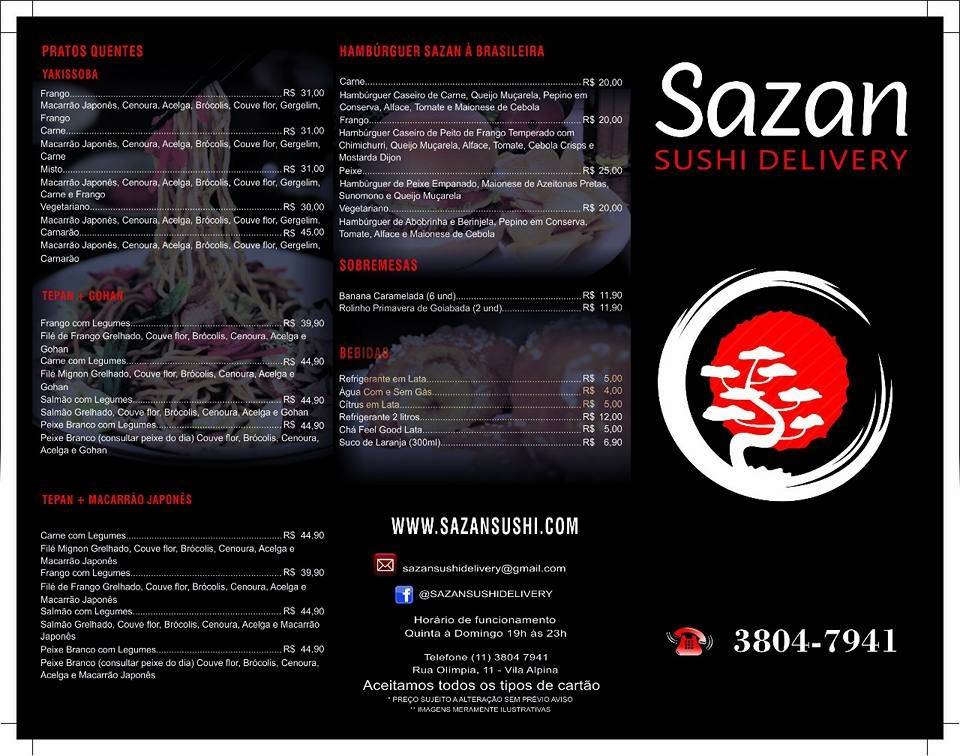 PRATOS QUENTES
YAKISSOBA
Frango R$ 31,00
Macarrão Japonês, Cenoura, Acelga, Brócolis, Couve flor, Gergelim,
Frango
Carne R$ 31,00
Macarrão Japonês, Cenoura, Acelga, Brócolis, Couve flor, Gergelim,
Carne
Misto R$ 31,00
Macarrão Japonês, Cenoura, Acelga, Brócolis, Couve flor, Gergelim,
Carne e Frango
Vegetariano R$ 30,00
Macarrão Japonês, Cenoura, Acelga, Brócolis, Couve flor, Gergelim.
Camarão R$ 45,00
Macarrão Japonês, Cenoura, Acelga, Brócolis, Couve flor, Gergelim,
Camarão
TEPAN + GOHAN
Frango com Legumes R$ 39,90
Filé de Frango Grelhado, Couve flor, Brócolis, Cenoura, Acelga e
Gohan
Carne com Legumes R$ 44,90
Filé Mignon Grelhado, Couve flor, Brócolis, Cenoura, Acelga e
Gohan
Salmão com Legumes R$ 44,90
Salmão Grelhado, Couve flor, Brócolis, Cenoura, Acelga e Gohan
Peixe Branco com Legumes R$ 44,90
Peixe Branco (consultar peixe do dia) Couve flor, Brócolis, Cenoura,
Acelga e Gohan
TEPAN + MACARRÃO JAPONÊS
Carne com Legumes R$ 44,90
Filé Mignon Grelhado, Couve flor, Brócolis, Cenoura, Acelga e
Macarrão Japonês
Frango com Legumes R$ 39,90
Filé de Frango Grelhado, Couve flor, Brócolis, Cenoura, Acelga e
Macarrão Japonês
Salmão com Legumes R$ 44,90
Salmão Grelhado, Couve flor, Brócolis, Cenoura, Acelga e Macarrão
Japonês
Peixe Branco com Legumes R$ 44,90
Peixe Branco (consultar peixe do dia) Couve flor, Brócolis, Cenoura,
Acelga e Macarrão Japonês
HAMBÚRGUER SAZAN À BRASILEIRA
Carne R$ 20,00
Hambúrguer Caseiro de Carne, Queijo Muçarela, Pepino em
Conserva, Alface, Tomate e Maionese de Cebola
Frango R$ 20,00
Hambúrguer Caseiro de Peito de Frango Temperado com
Chimichurri, Queijo Muçarela, Alface, Tomate, Cebola Crisps e
Mostarda Dijon
Peixe R$ 25,00
Hambúrguer de Peixe Empanado, Maionese de Azeitonas Pretas,
Sunomono e Queijo Muçarela
Vegetariano R$ 20,00
Hambúrguer de Abobrinha e Berinjela, Pepino em Conserva,
Tomate, Alface e Maionese de Cebola
SOBREMESAS
Banana Caramelada (6 und) R$ 11,90
Rolinho Primavera de Goiabada (2 und) R$ 11,90
BEBIDAS
Refrigerante em Lata R$ 5,00
Água Com e Sem Gás R$ 4,00
Citrus em Lata R$ 5,00
Refrigerante 2 litros R$ 12,00
Chá Feel Good Lata R$ 5,00
Suco de Laranja (300ml) R$ 6,90
WWW.SAZANSUSHI.COM
sazansushidelivery@gmail.com
@SAZANSUSHIDELIVERY
Horário de funcionamento
Quinta à Domingo 19h às 23h
Telefone (11) 3804 7941
Rua Olímpia, 11 - Vila Alpina
Aceitamos todos os tipos de cartão
* PREÇO SUJEITO A ALTERAÇÃO SEM PRÉVIO AVISO
** IMAGENS MERAMENTE ILUSTRATIVAS
Sazan
SUSHI DELIVERY
3804-7941